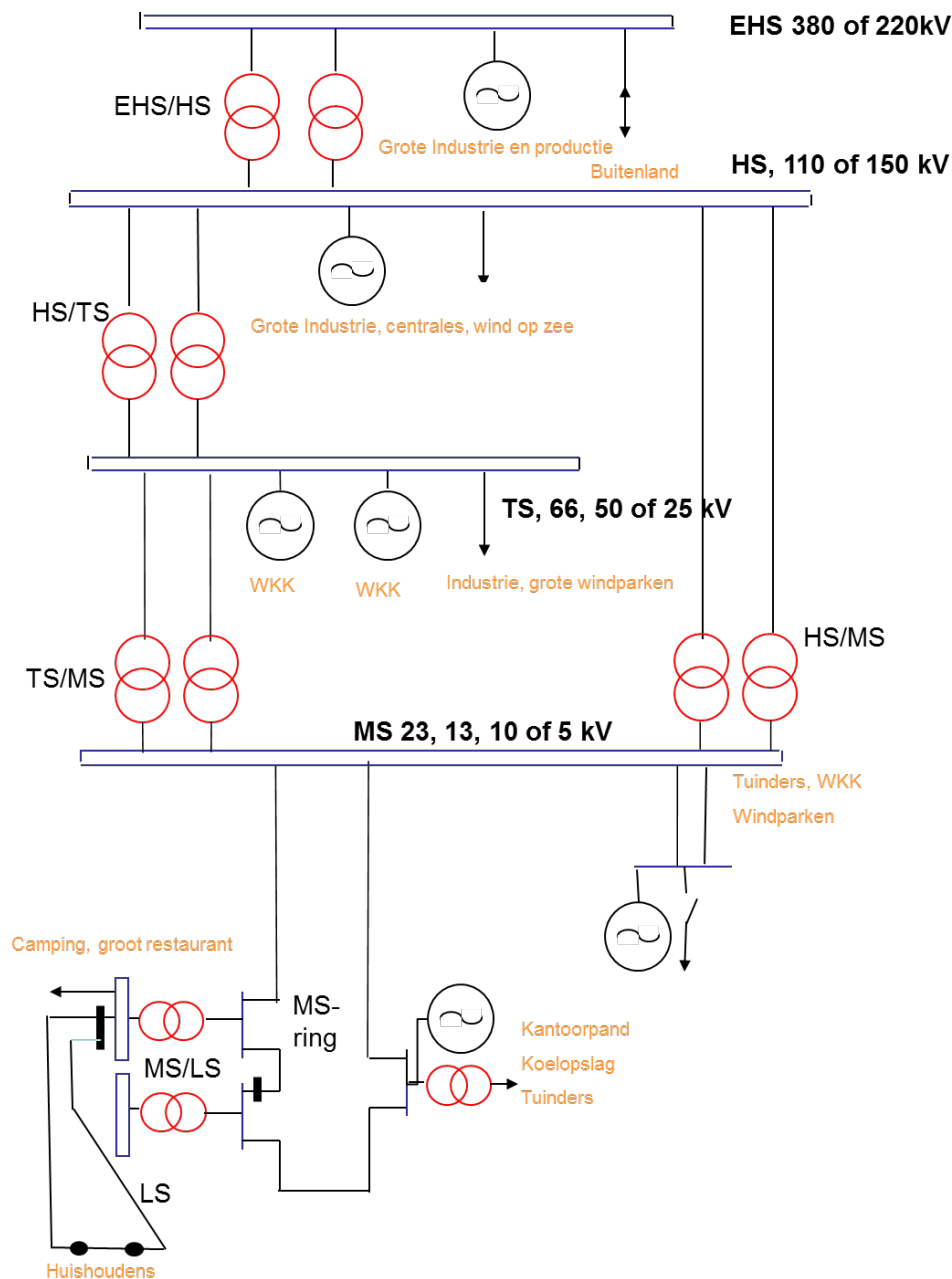 EHS 380 of 220kV
EHS/HS
Grote Industrie en productie
Buitenland
HS, 110 of 150 kV
HS/TS
Grote Industrie, centrales, wind op zee
TS, 66, 50 of 25 kV
WKK
WKK
Industrie, grote windparken
HS/MS
TS/MS
MS 23, 13, 10 of 5 kV
Tuinders, WKK
Windparken
Camping, groot restaurant
MS-
ring
Kantoorpand
Koelopslag
Tuinders
MS/LS
LS
Huishoudens